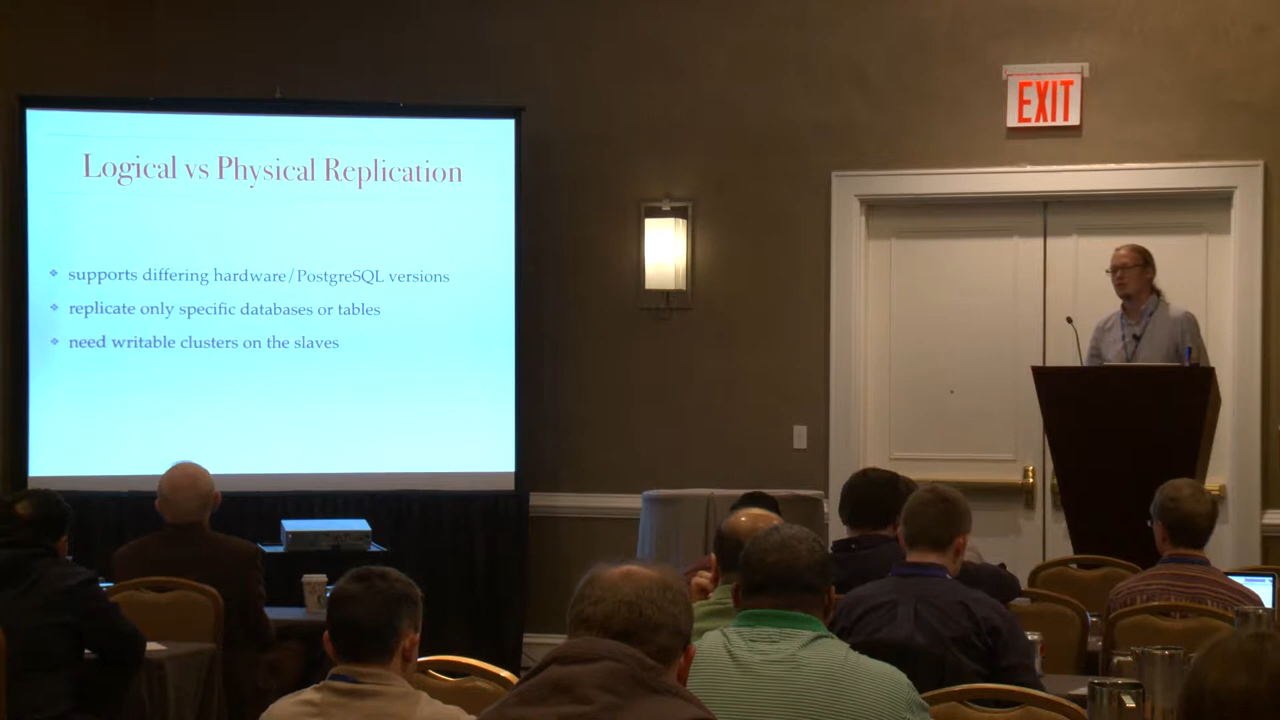 Logical vs Physical Replication
❖ supports differing hardware/PostgreSQL versions
❖ replicate only specific databases or tables
❖ need writable clusters on the slaves
EXIT